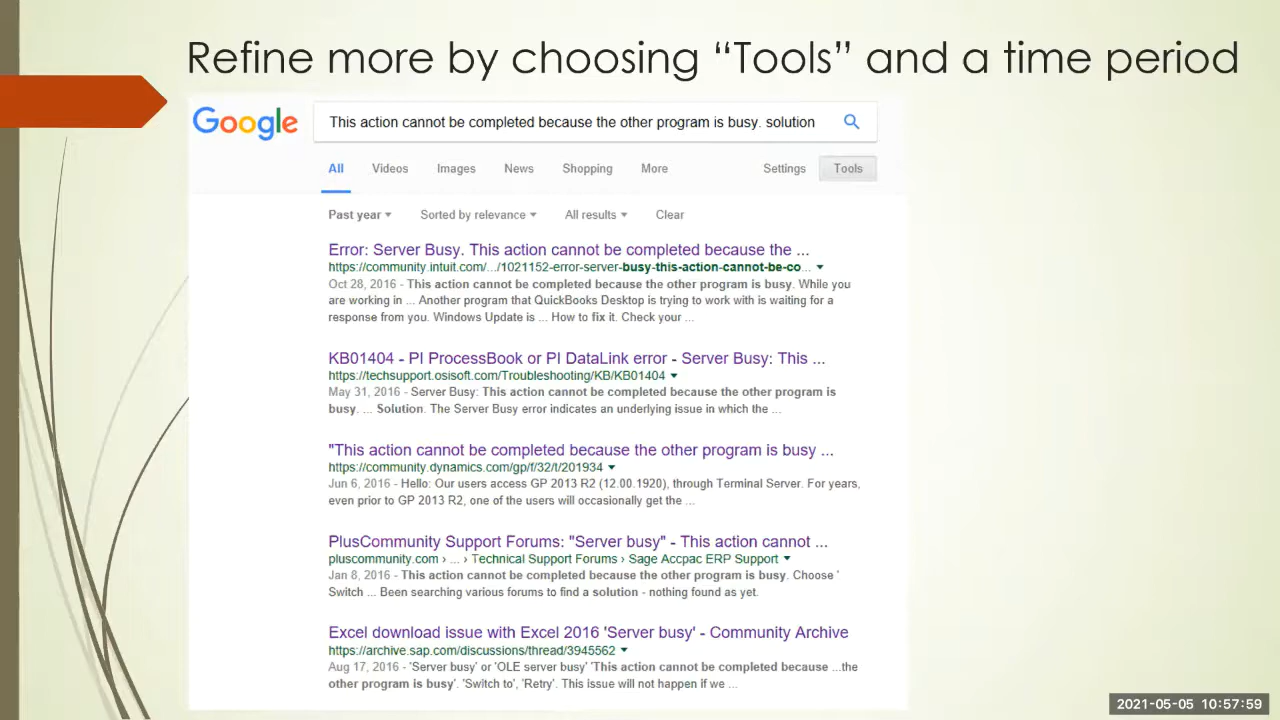 Refine more by choosing “Tools” and a time period
Google
This action cannot be completed because the other program is busy. solution
All Videos Images News Shopping More Settings Tools
Past year Sorted by relevance All results Clear
Error: Server Busy. This action cannot be completed because the ...
https://community.intuit.com/.../1021152-error-server-busy-this-action-cannot-be-co...
Oct 28, 2016 - This action cannot be completed because the other program is busy. While you
are working in ... Another program that QuickBooks Desktop is trying to work with is waiting for a
response from you. Windows Update is ... How to fix it. Check your ...
KB01404 - PI ProcessBook or PI DataLink error - Server Busy: This ...
https://techsupport.osisoft.com/Troubleshooting/KB/KB01404
May 31, 2016 - Server Busy: This action cannot be completed because the other program is
busy. ... Solution. The Server Busy error indicates an underlying issue in which the ...
"This action cannot be completed because the other program is busy ...
https://community.dynamics.com/gp/f/32/t/201934
Jun 6, 2016 - Hello: Our users access GP 2013 R2 (12.00.1920), through Terminal Server. For years,
even prior to GP 2013 R2, one of the users will occasionally get the ...
PlusCommunity Support Forums: "Server busy" - This action cannot ...
pluscommunity.com › ... › Technical Support Forums › Sage Accpac ERP Support
Jan 8, 2016 - This action cannot be completed because the other program is busy. Choose '
Switch ... Been searching various forums to find a solution - nothing found as yet.
Excel download issue with Excel 2016 'Server busy' - Community Archive
https://archive.sap.com/discussions/thread/3945562
Aug 17, 2016 - 'Server busy' or 'OLE server busy' 'This action cannot be completed because ...the
other program is busy'. 'Switch to', 'Retry'. This issue will not happen if we ...
2021-05-05 10:57:59